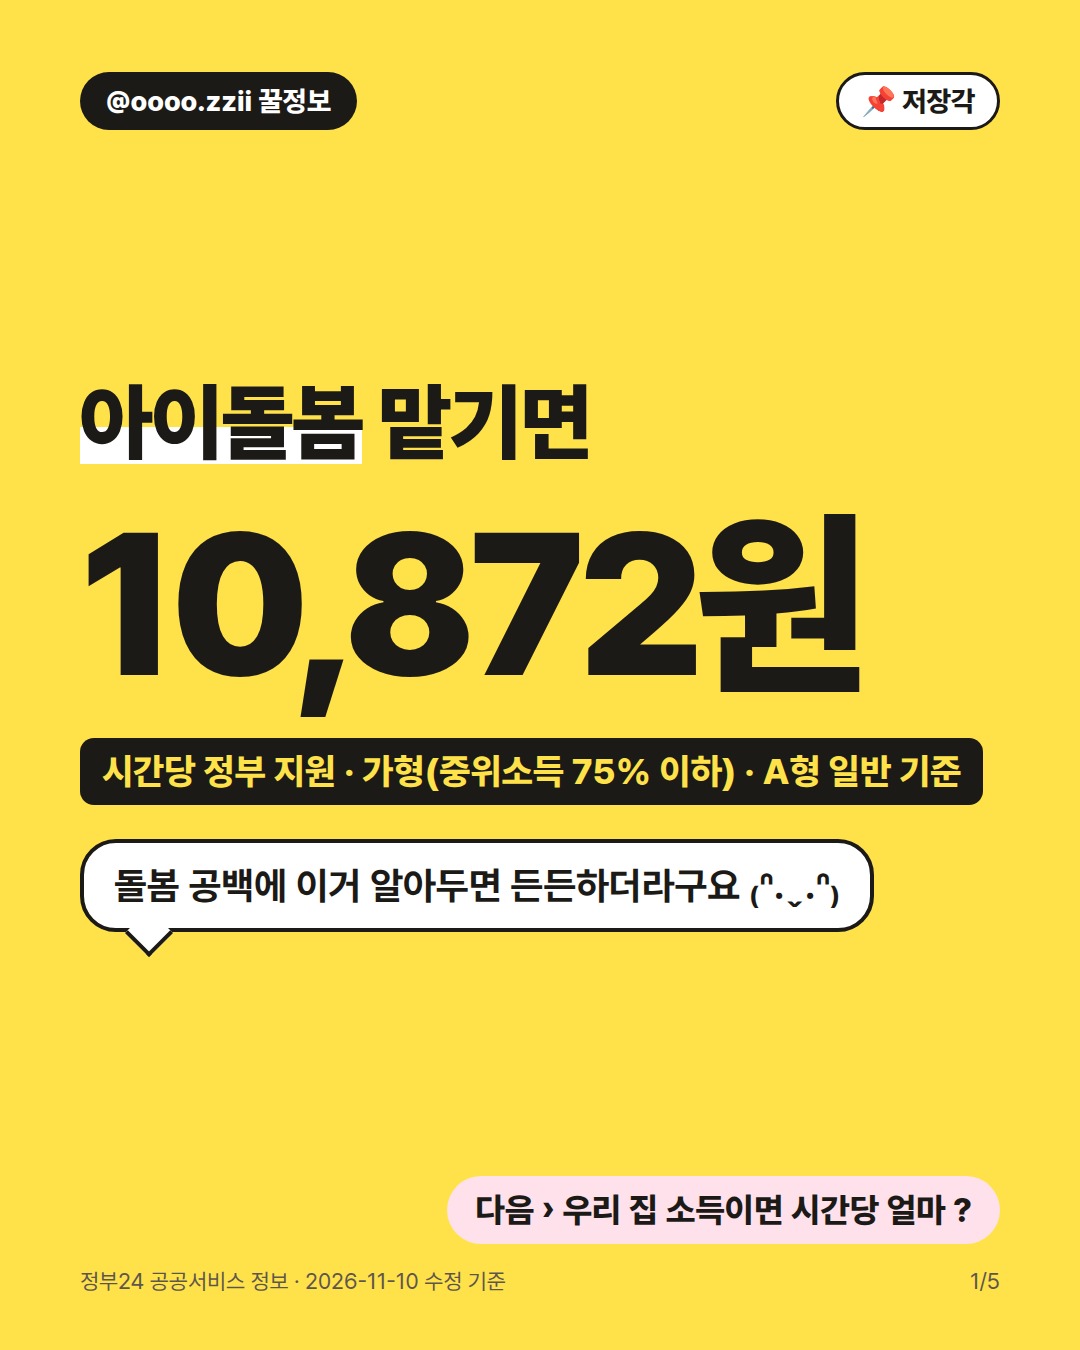 @oooo.zzii 꿀정보
📌 저장각
아이돌봄 맡기면
10,872원
시간당 정부 지원 · 가형(중위소득 75% 이하) · A형 일반 기준
돌봄 공백에 이거 알아두면 든든하더라구요 (ᐢ.ˬ.ᐢ)
다음 › 우리 집 소득이면 시간당 얼마 ?
정부24 공공서비스 정보 · 2026-11-10 수정 기준
1/5